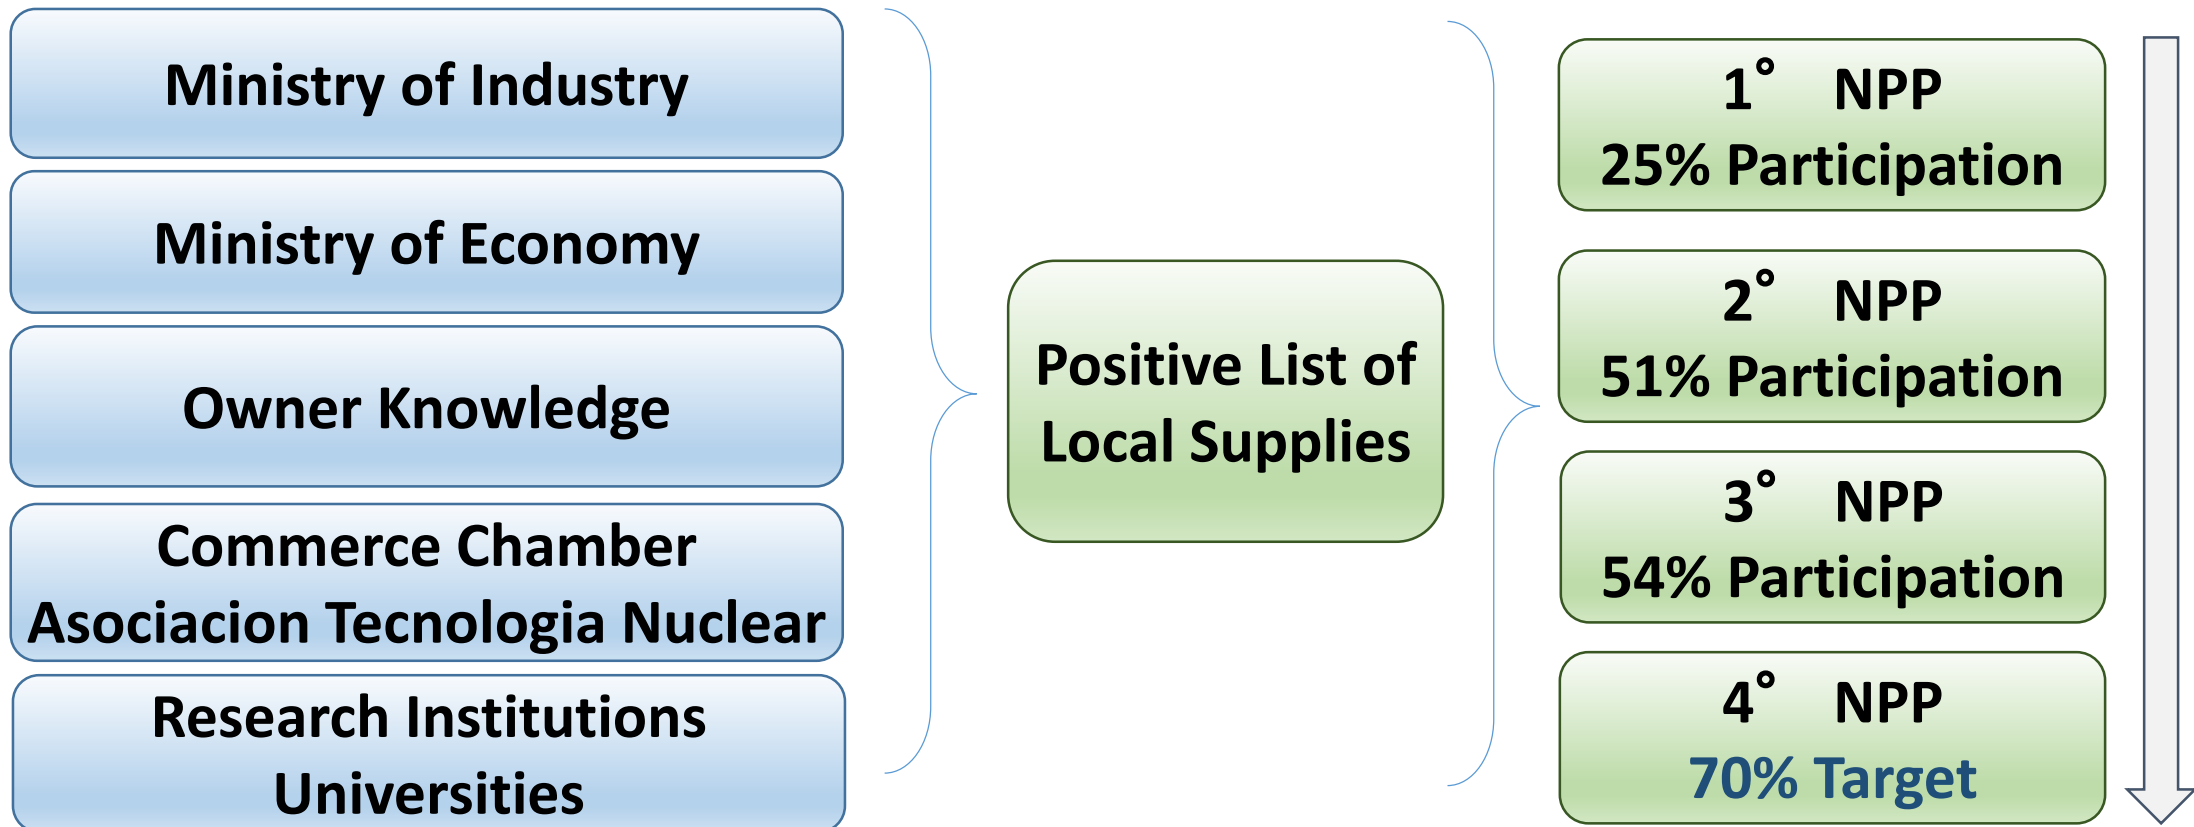 Ministry of Industry
Ministry of Economy
Owner Knowledge
Commerce Chamber
Asociacion Tecnologia Nuclear
Research Institutions
Universities
Positive List of
Local Supplies
1° NPP
25% Participation
2° NPP
51% Participation
3° NPP
54% Participation
4° NPP
70% Target